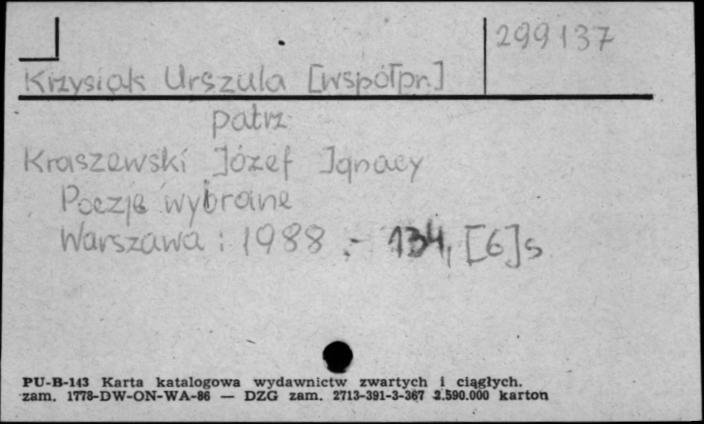 299137
Krzysiak Urszula [współpr.]
patrz
Kraszewski Józef Ignacy
Poezje wybrane
Warszawa : 1988 .- 134, [6]s
PU-B-143 Karta katalogowa wydawnictw zwartych i ciągłych.
zam. 1778-DW-ON-WA-86 — DZG zam. 2713-391-3-367 2.590.000 karton